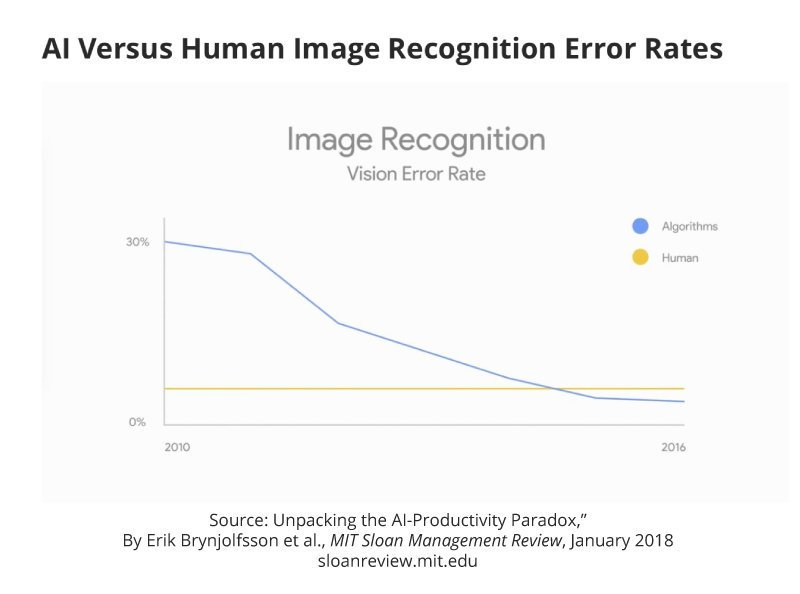 AI Versus Human Image Recognition Error Rates
Image Recognition
Vision Error Rate
Algorithms
Human
30%
0%
2010
2016
Source: Unpacking the AI-Productivity Paradox,”
By Erik Brynjolfsson et al., MIT Sloan Management Review, January 2018
sloanreview.mit.edu